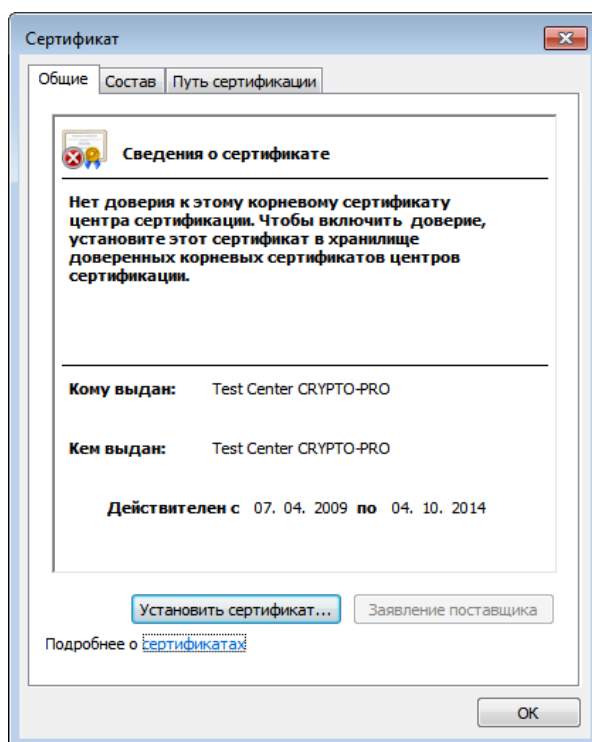 Сертификат
Общие Состав Путь сертификации
Сведения о сертификате
Нет доверия к этому корневому сертификату
центра сертификации. Чтобы включить доверие,
установите этот сертификат в хранилище
доверенных корневых сертификатов центров
сертификации.
Кому выдан: Test Center CRYPTO-PRO
Кем выдан: Test Center CRYPTO-PRO
Действителен с 07. 04. 2009 по 04. 10. 2014
Установить сертификат... Заявление поставщика
Подробнее о сертификатах
ОК